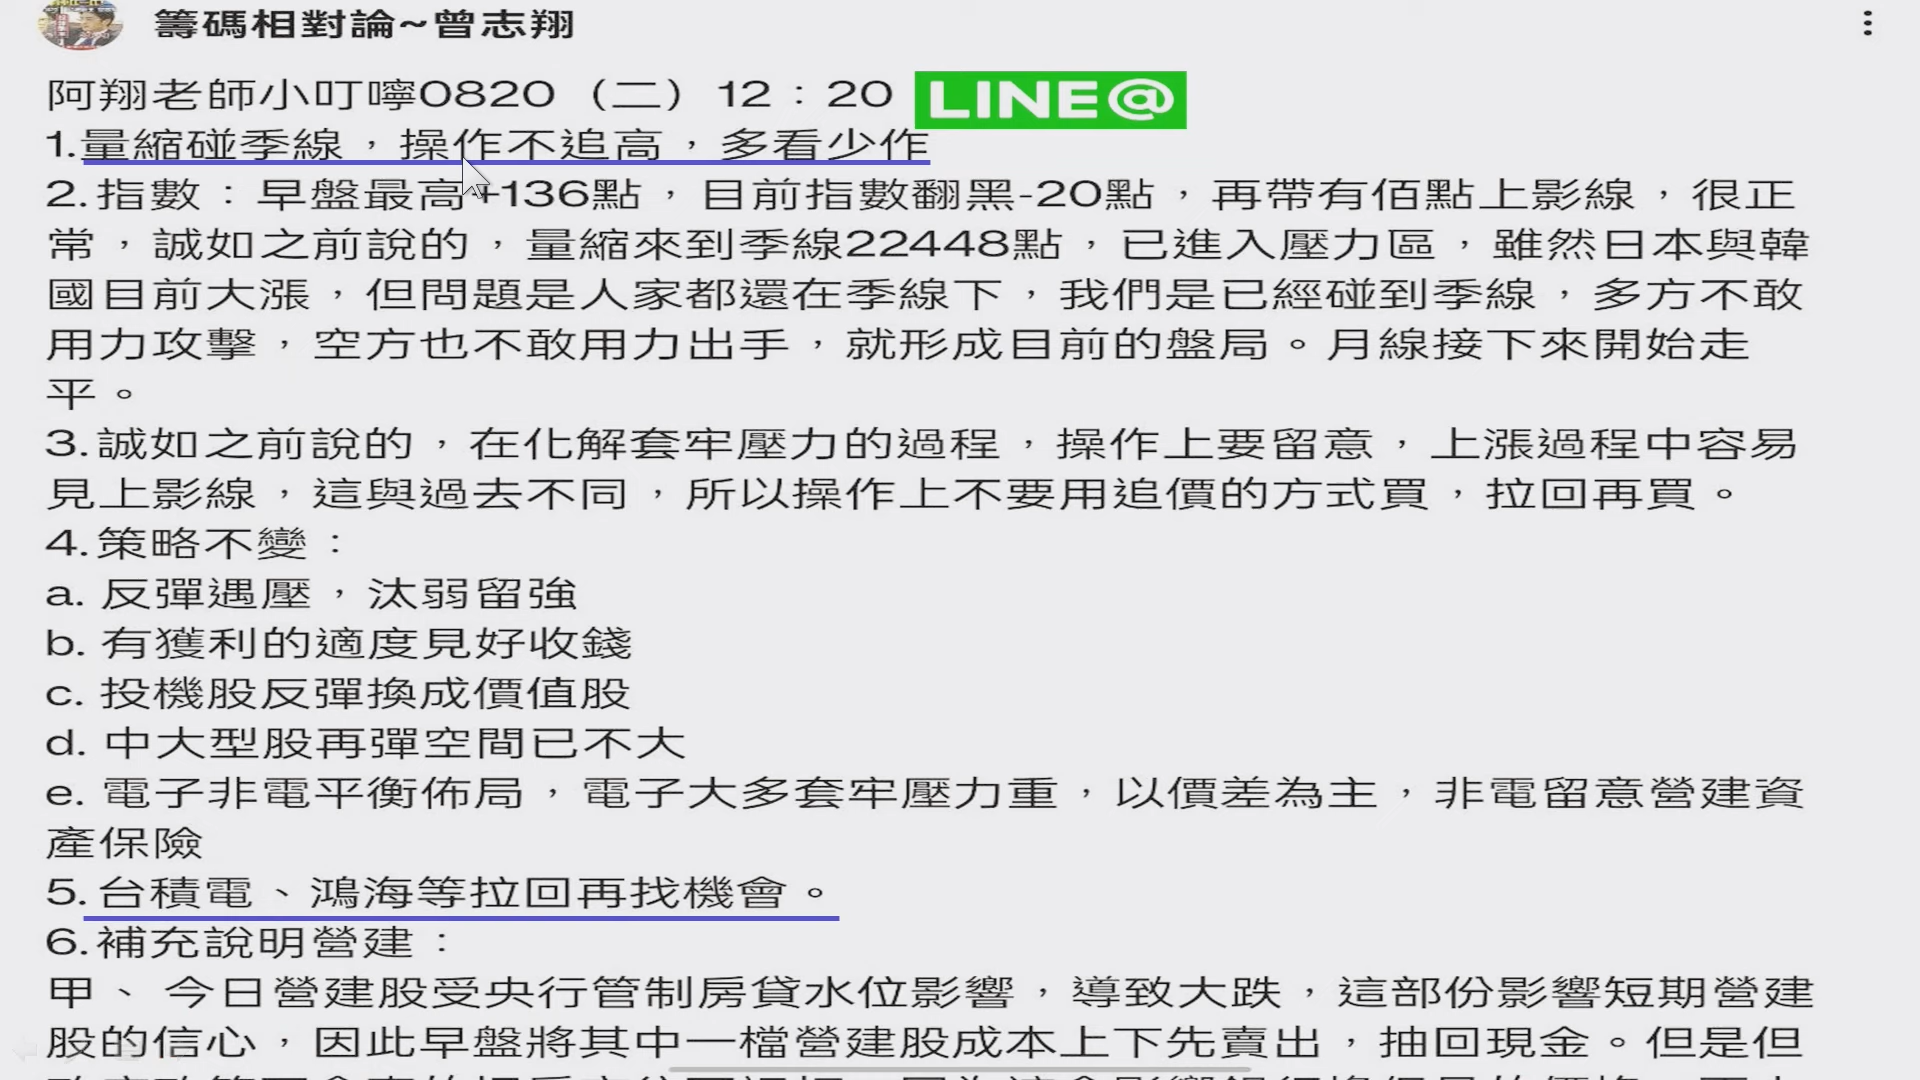 籌碼相對論~曾志翔
阿翔老師小叮嚀0820（二）12：20 LINE@
1.量縮碰季線，操作不追高，多看少作
2.指數：早盤最高+136點，目前指數翻黑-20點，再帶有佰點上影線，很正
常，誠如之前說的，量縮來到季線22448點，已進入壓力區，雖然日本與韓
國目前大漲，但問題是人家都還在季線下，我們是已經碰到季線，多方不敢
用力攻擊，空方也不敢用力出手，就形成目前的盤局。月線接下來開始走
平。
3.誠如之前說的，在化解套牢壓力的過程，操作上要留意，上漲過程中容易
見上影線，這與過去不同，所以操作上不要用追價的方式買，拉回再買。
4.策略不變：
a. 反彈遇壓，汰弱留強
b. 有獲利的適度見好收錢
c. 投機股反彈換成價值股
d. 中大型股再彈空間已不大
e. 電子非電平衡佈局，電子大多套牢壓力重，以價差為主，非電留意營建資
產保險
5.台積電、鴻海等拉回再找機會。
6.補充說明營建：
甲、 今日營建股受央行管制房貸水位影響，導致大跌，這部份影響短期營建
股的信心，因此早盤將其中一檔營建股成本上下先賣出，抽回現金。但是但